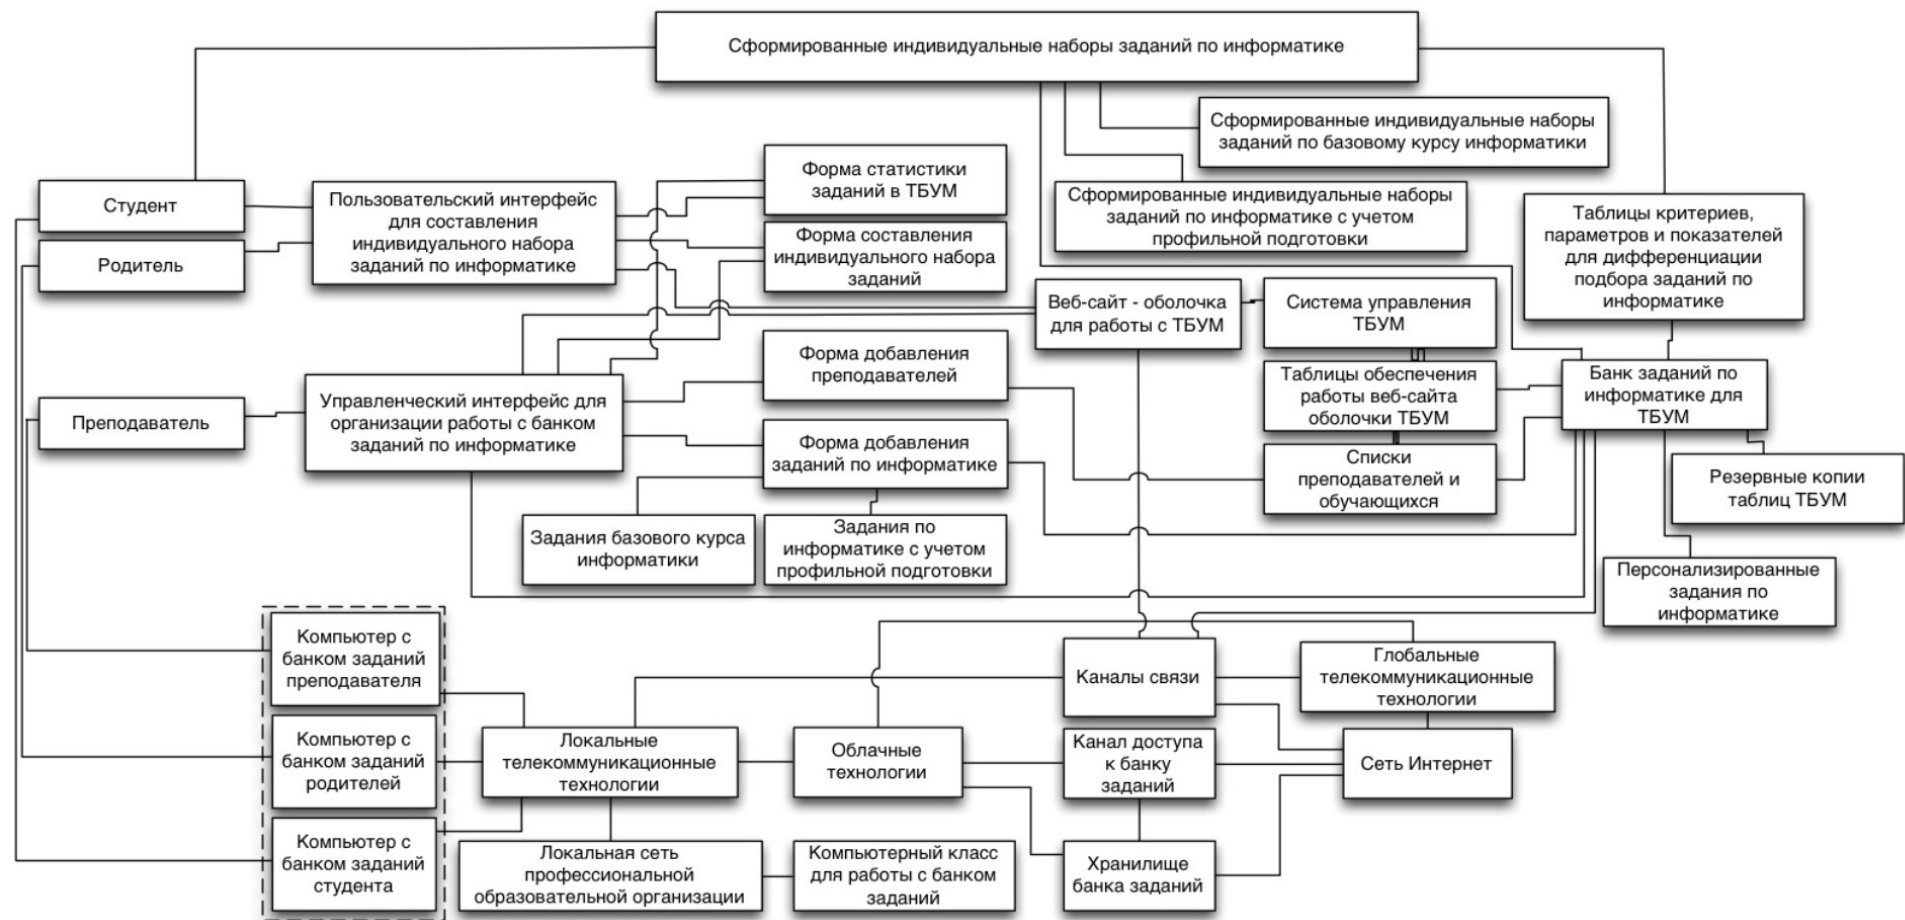 Сформированные индивидуальные наборы заданий по информатике
Сформированные индивидуальные наборы
заданий по базовому курсу информатики
Форма статистики
заданий в ТБУМ
Сформированные индивидуальные наборы
заданий по информатике с учетом
профильной подготовки
Студент
Пользовательский интерфейс
для составления
индивидуального набора
заданий по информатике
Таблицы критериев,
параметров и показателей
для дифференциации
подбора заданий по
информатике
Родитель
Форма составления
индивидуального набора
заданий
Веб-сайт - оболочка
для работы с ТБУМ
Система управления
ТБУМ
Форма добавления
преподавателей
Таблицы обеспечения
работы веб-сайта
оболочки ТБУМ
Банк заданий по
информатике для
ТБУМ
Преподаватель
Управленческий интерфейс для
организации работы с банком
заданий по информатике
Форма добавления
заданий по информатике
Списки
преподавателей и
обучающихся
Резервные копии
таблиц ТБУМ
Задания базового курса
информатики
Задания по
информатике с учетом
профильной подготовки
Персонализированные
задания по
информатике
Компьютер с
банком заданий
преподавателя
Каналы связи
Глобальные
телекоммуникационные
технологии
Компьютер с
банком заданий
родителей
Локальные
телекоммуникационные
технологии
Облачные
технологии
Канал доступа
к банку
заданий
Сеть Интернет
Компьютер с
банком заданий
студента
Локальная сеть
профессиональной
образовательной организации
Компьютерный класс
для работы с банком
заданий
Хранилище
банка заданий